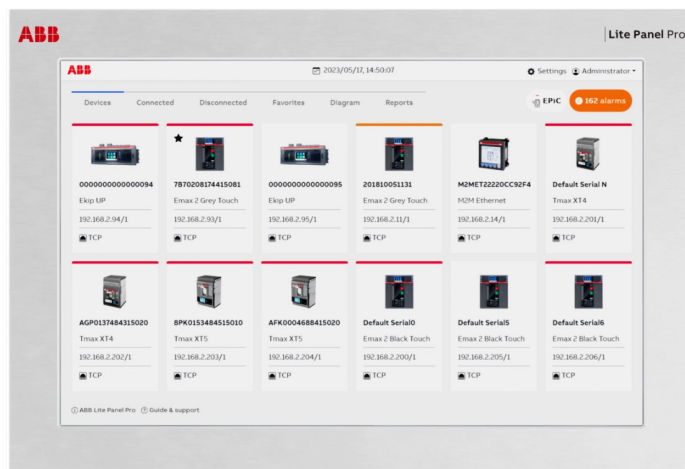 ABB
Lite Panel Pro
ABB
2023/05/17, 14:50:07
Settings
Administrator
Devices
Connected
Disconnected
Favorites
Diagram
Reports
EPiC
162 alarms
0000000000000094
Ekip UP
192.168.2.94/1
TCP
7B70208174415081
Emax 2 Grey Touch
192.168.2.93/1
TCP
0000000000000095
Ekip UP
192.168.2.95/1
TCP
201810051131
Emax 2 Grey Touch
192.168.2.11/1
TCP
M2MET22220CC92F4
M2M Ethernet
192.168.2.14/1
TCP
Default Serial N
Tmax XT4
192.168.2.201/1
TCP
AGP0137484315020
Tmax XT4
192.168.2.202/1
TCP
BPK0153484515010
Tmax XT5
192.168.2.203/1
TCP
AFK0004688415020
Tmax XT5
192.168.2.204/1
TCP
Default Serial0
Emax 2 Black Touch
192.168.2.200/1
TCP
Default Serial5
Emax 2 Black Touch
192.168.2.205/1
TCP
Default Serial6
Emax 2 Black Touch
192.168.2.206/1
TCP
ABB Lite Panel Pro
Guide & support